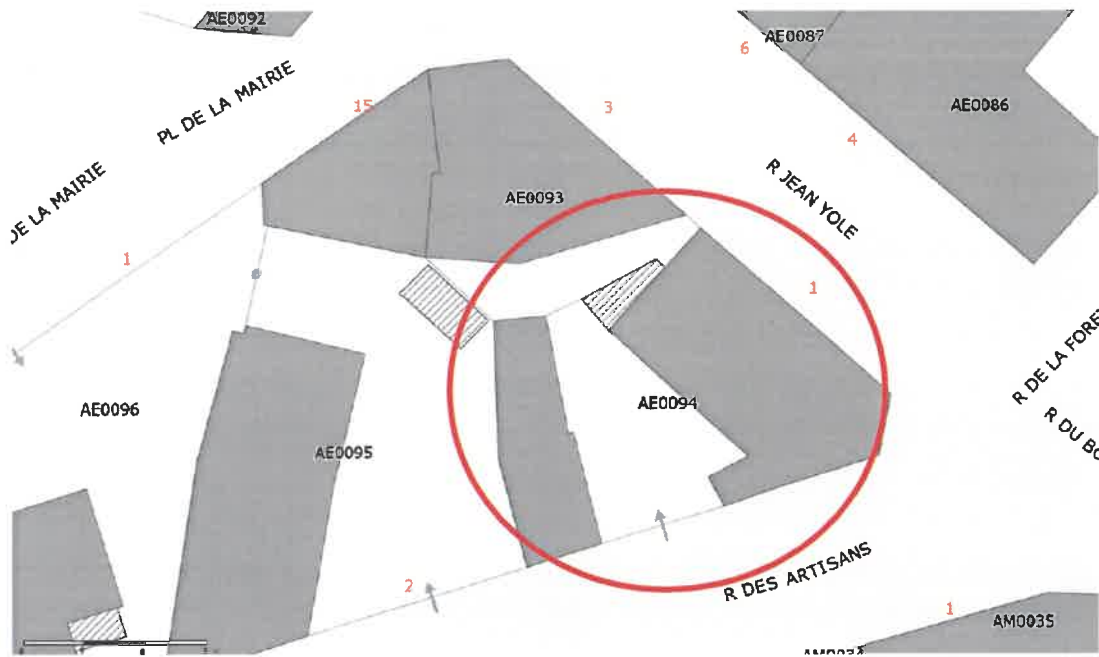 AE0092
PL DE LA MAIRIE
15
3
6
AE0087
AE0086
4
DE LA MAIRIE
1
AE0093
R JEAN YOLE
1
AE0096
AE0095
AE0094
R DE LA FORE
R DU BO
2
R DES ARTISANS
1
AM0035
AM0034